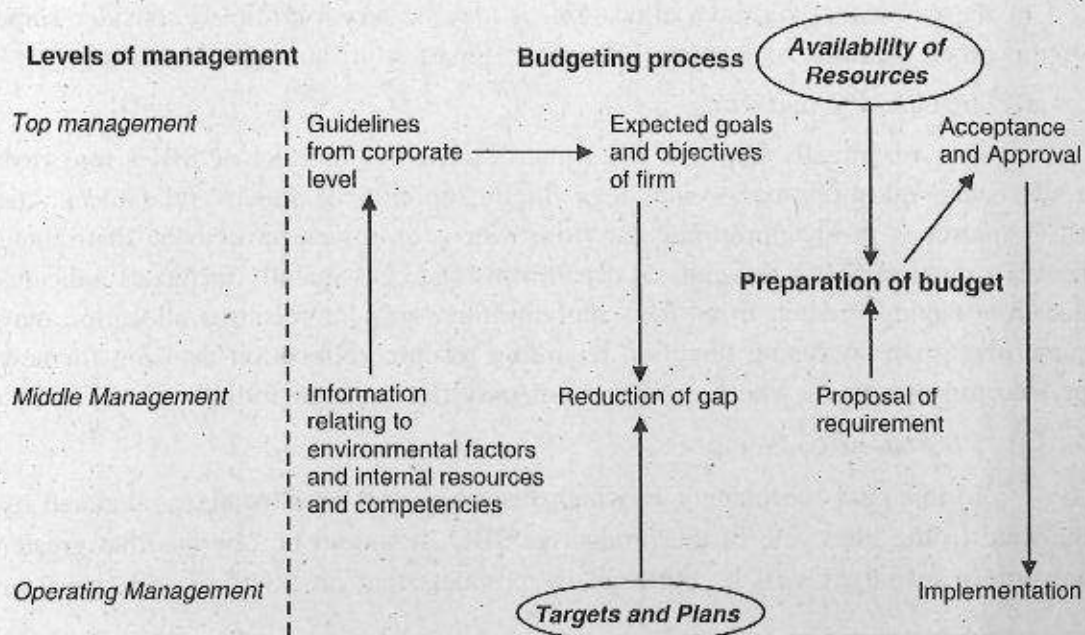 Levels of management
Budgeting process
Availability of
Resources
Top management
Guidelines
from corporate
level
Expected goals
and objectives
of firm
Acceptance
and Approval
Preparation of budget
Middle Management
Information
relating to
environmental factors
and internal resources
and competencies
Reduction of gap
Proposal of
requirement
Operating Management
Targets and Plans
Implementation